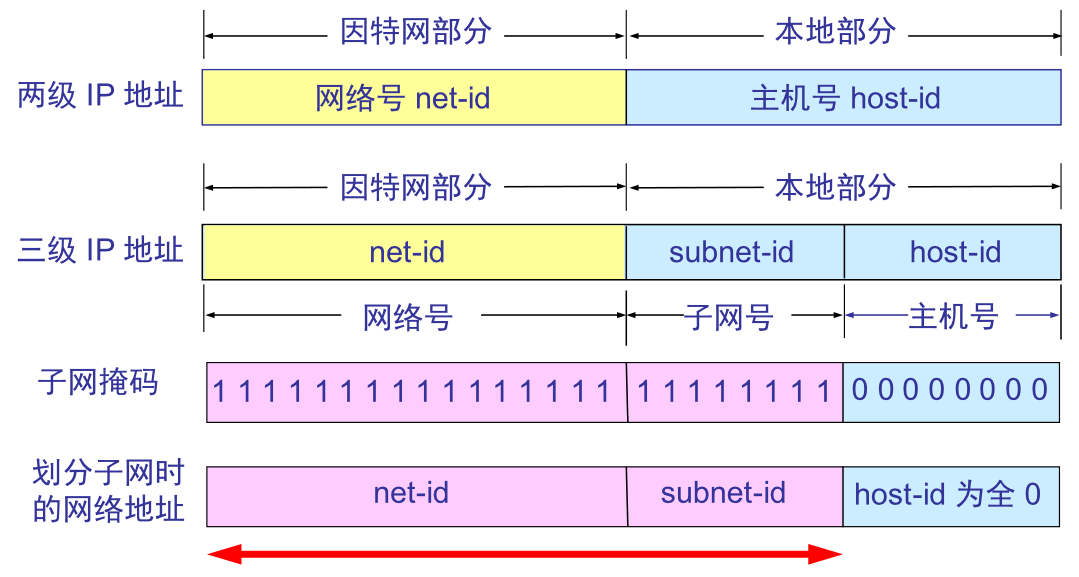 因特网部分 本地部分
两级 IP 地址 网络号 net-id 主机号 host-id
因特网部分 本地部分
三级 IP 地址 net-id subnet-id host-id
网络号 子网号 主机号
子网掩码 1 1 1 1 1 1 1 1 1 1 1 1 1 1 1 1 1 1 1 1 1 1 1 1 0 0 0 0 0 0 0 0
划分子网时
的网络地址 net-id subnet-id host-id 为全 0